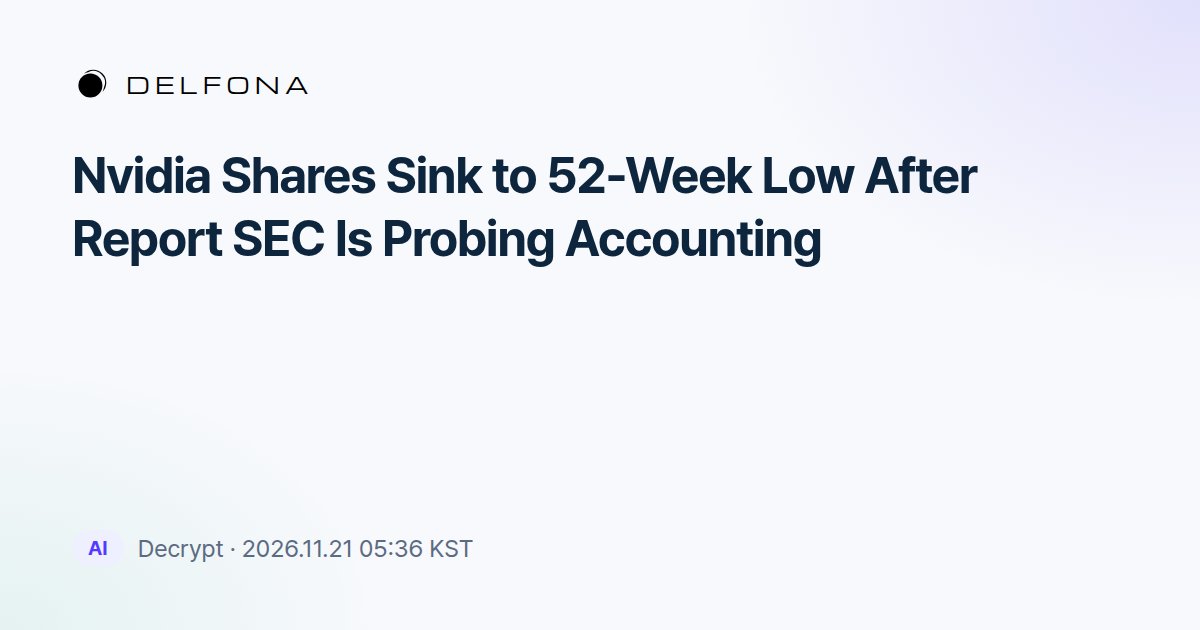 DELFONA
Nvidia Shares Sink to 52-Week Low After
Report SEC Is Probing Accounting
AI Decrypt · 2026.11.21 05:36 KST